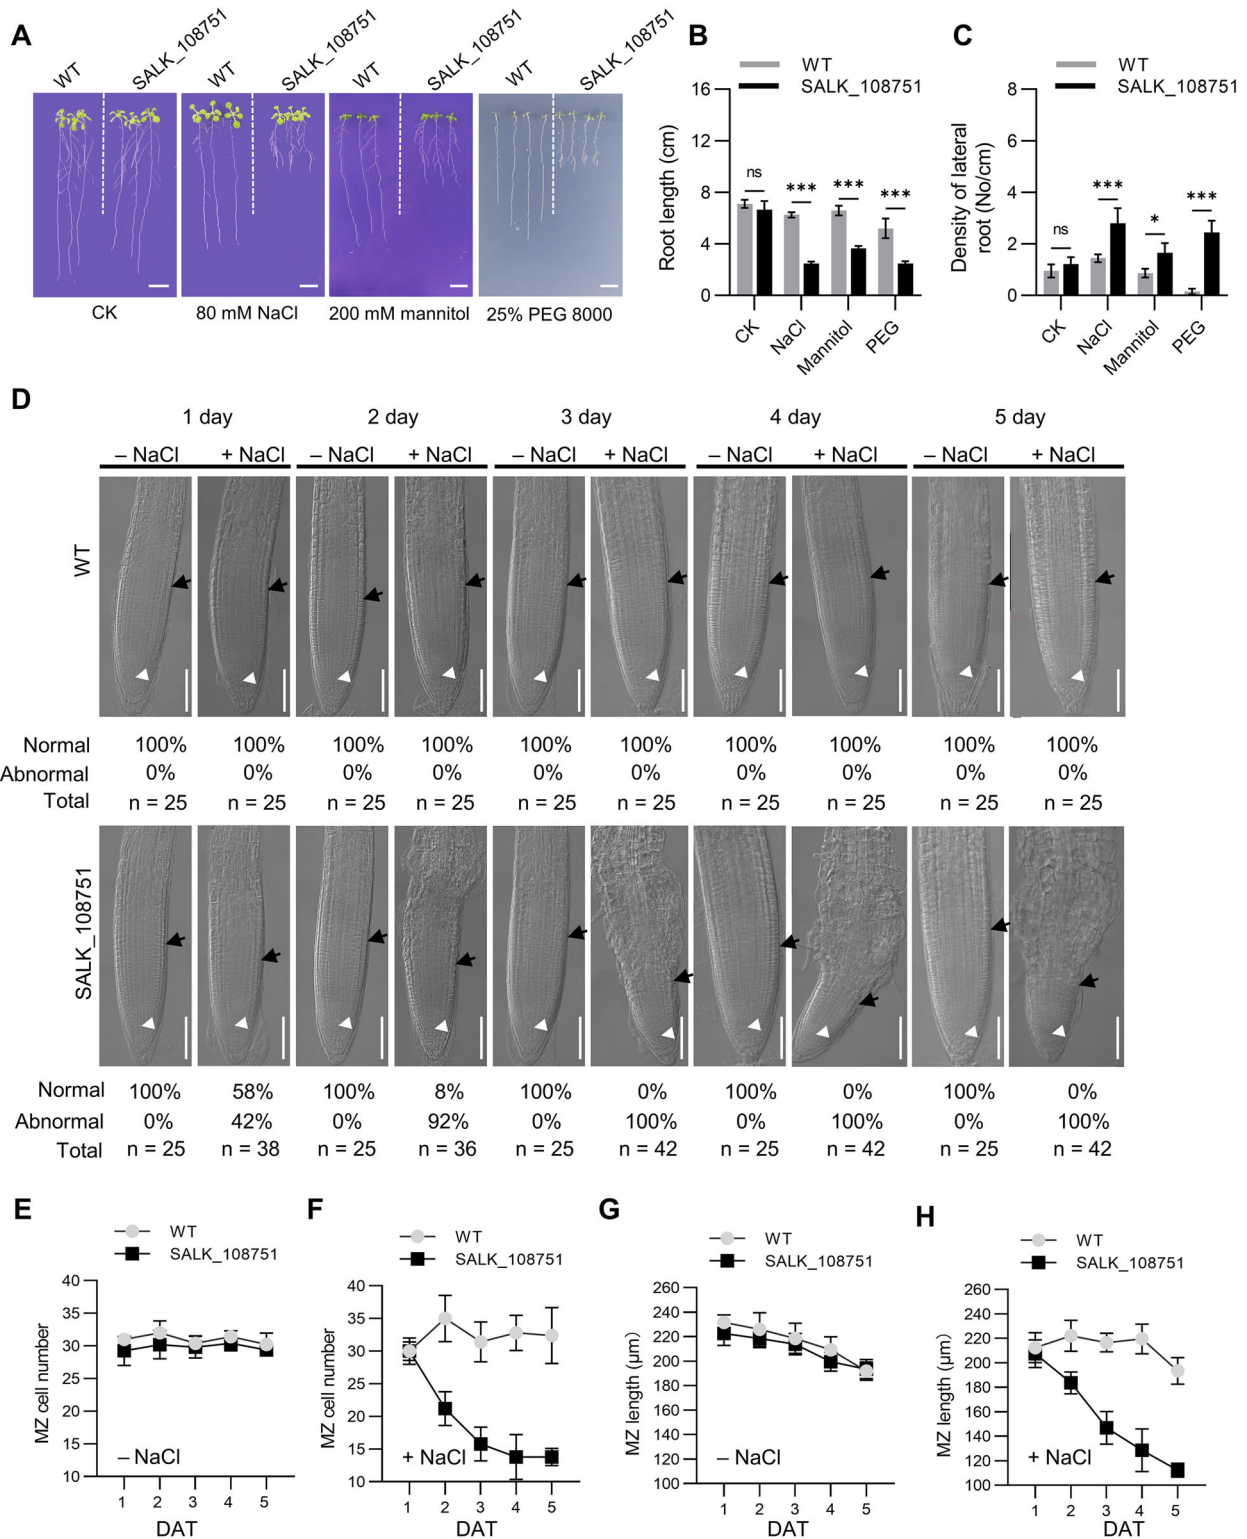 A
WT
SALK_108751
WT
SALK_108751
WT
SALK_108751
WT
SALK_108751
CK
80 mM NaCl
200 mM mannitol
25% PEG 8000
B
WT
SALK_108751
Root length (cm)
16
12
8
4
0
ns
***
***
***
CK
NaCl
Mannitol
PEG
C
WT
SALK_108751
Density of lateral
root (No/cm)
8
6
4
2
0
ns
***
*
***
CK
NaCl
Mannitol
PEG
D
1 day 2 day 3 day 4 day 5 day
– NaCl + NaCl – NaCl + NaCl – NaCl + NaCl – NaCl + NaCl – NaCl + NaCl
WT
Normal 100% 100% 100% 100% 100% 100% 100% 100% 100% 100%
Abnormal 0% 0% 0% 0% 0% 0% 0% 0% 0% 0%
Total n = 25 n = 25 n = 25 n = 25 n = 25 n = 25 n = 25 n = 25 n = 25 n = 25
SALK_108751
Normal 100% 58% 100% 8% 100% 0% 100% 0% 100% 0%
Abnormal 0% 42% 0% 92% 0% 100% 0% 100% 0% 100%
Total n = 25 n = 38 n = 25 n = 36 n = 25 n = 42 n = 25 n = 42 n = 25 n = 42
E
WT
SALK_108751
MZ cell number
40
35
30
25
20
15
10
– NaCl
1 2 3 4 5
DAT
F
WT
SALK_108751
MZ cell number
40
35
30
25
20
15
10
+ NaCl
1 2 3 4 5
DAT
G
WT
SALK_108751
MZ length (µm)
260
240
220
200
180
160
140
120
100
– NaCl
1 2 3 4 5
DAT
H
WT
SALK_108751
MZ length (µm)
260
240
220
200
180
160
140
120
100
+ NaCl
1 2 3 4 5
DAT